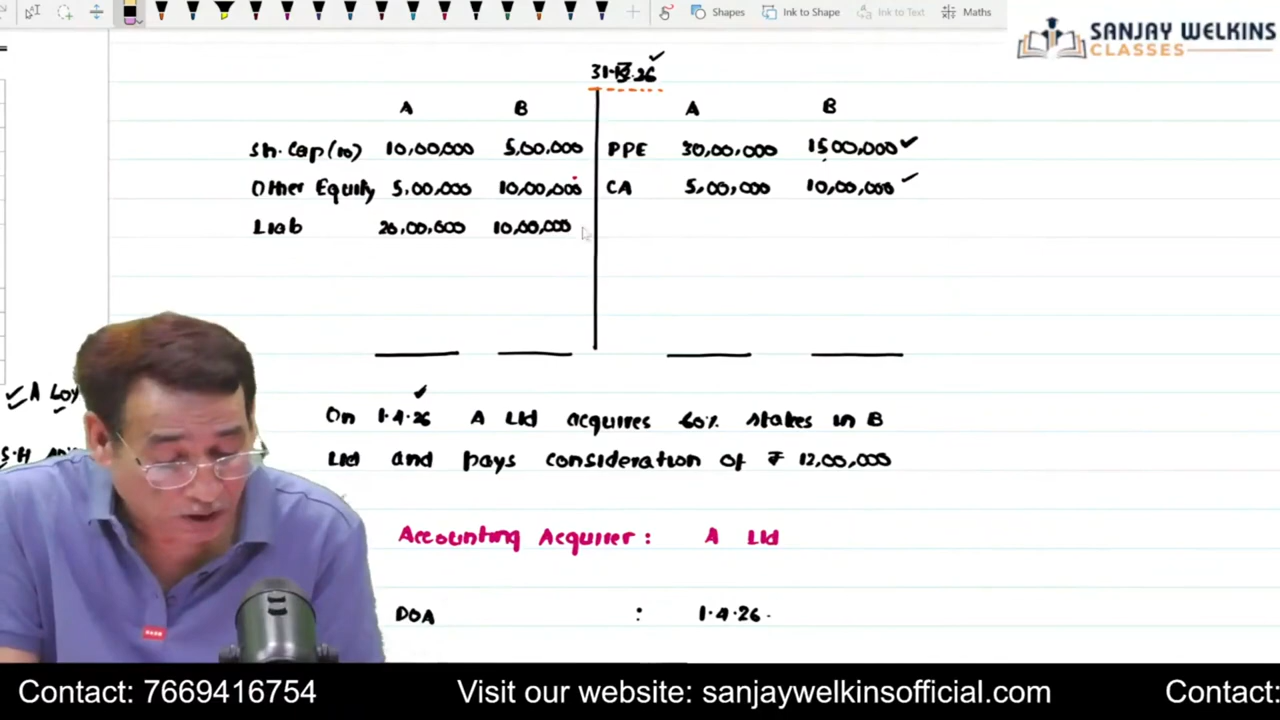 Shapes Ink to Shape Ink to Text Maths
SANJAY WELKINS
CLASSES
31.12.26
A B A B
Sh. Cap (10) 10,00,000 5,00,000 PPE 30,00,000 1500,000
Other Equity 5,00,000 10,00,000 CA 5,00,000 10,00,000
Liab 20,00,000 10,00,000
A
On 1.4.26 A Ltd acquires 60% stakes in B
Ltd and pays consideration of ₹ 12,00,000
Accounting Acquirer : A Ltd
DOA : 1.4.26.
Contact: 7669416754 Visit our website: sanjaywelkinsofficial.com Contact: